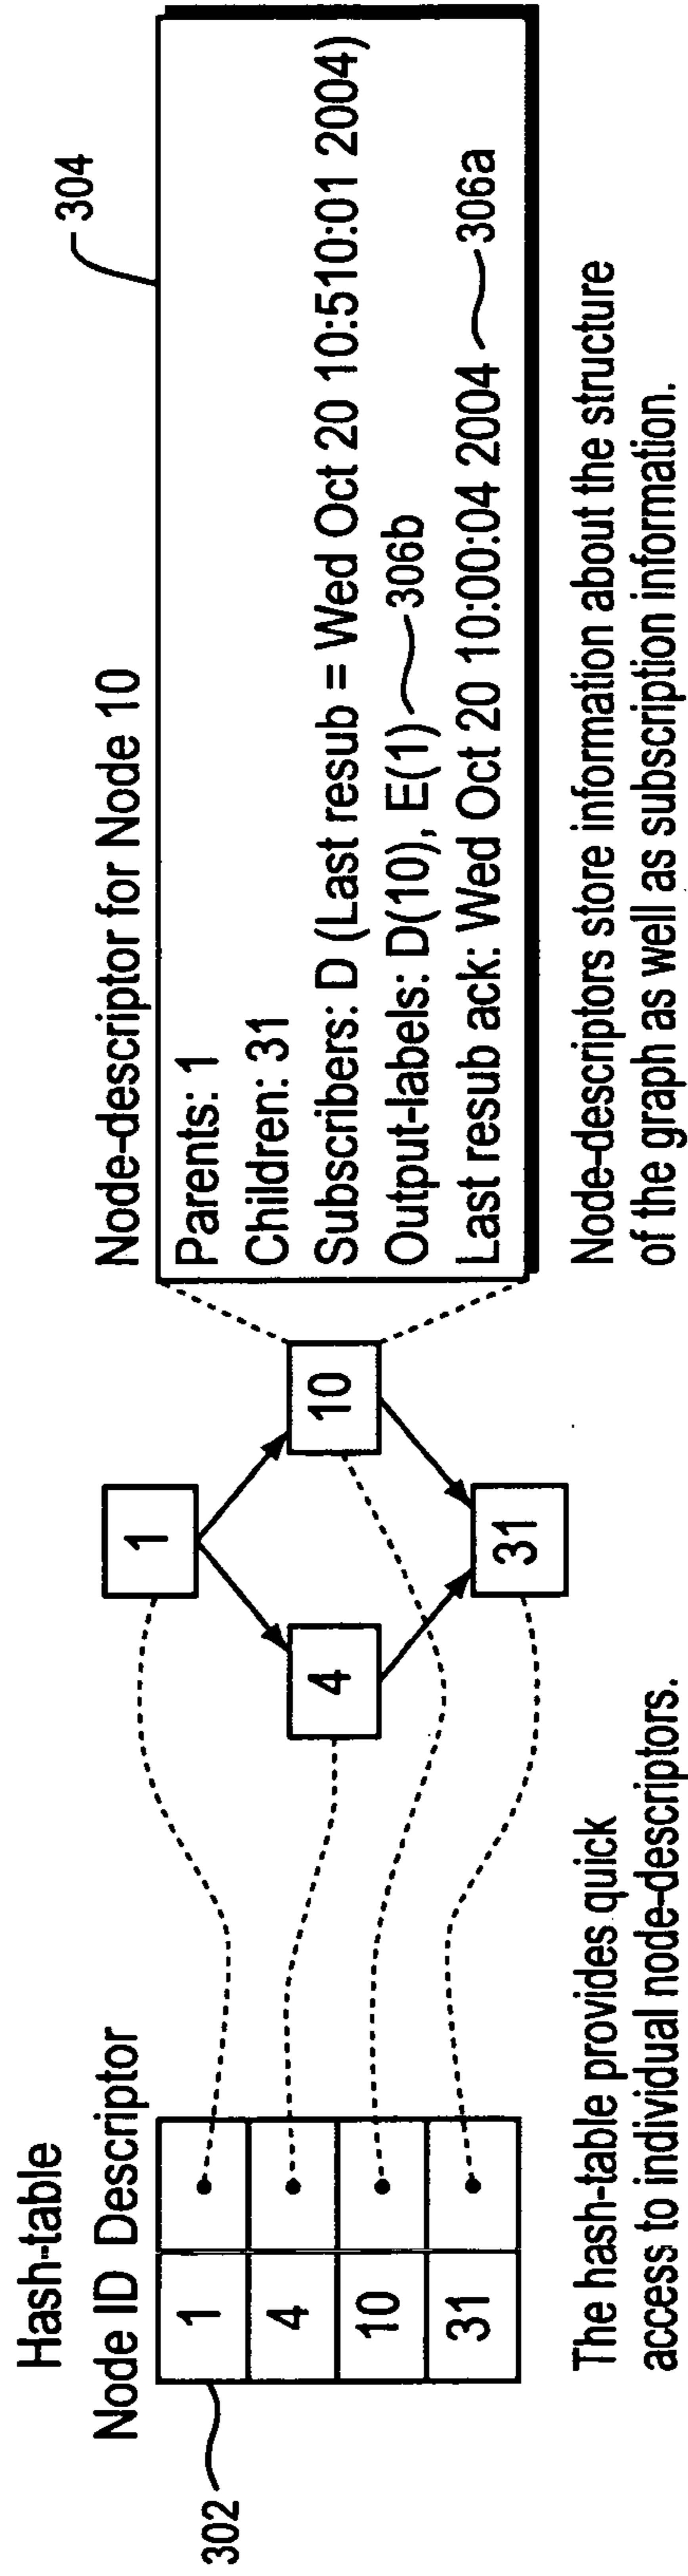 Hash-table
Node ID Descriptor
302
1
4
10
31
The hash-table provides quick
access to individual node-descriptors.
1
4
10
31
Node-descriptor for Node 10
304
Parents: 1
Children: 31
Subscribers: D (Last resub = Wed Oct 20 10:510:01 2004)
Output-labels: D(10), E(1) 306b
Last resub ack: Wed Oct 20 10:00:04 2004 306a
Node-descriptors store information about the structure
of the graph as well as subscription information.